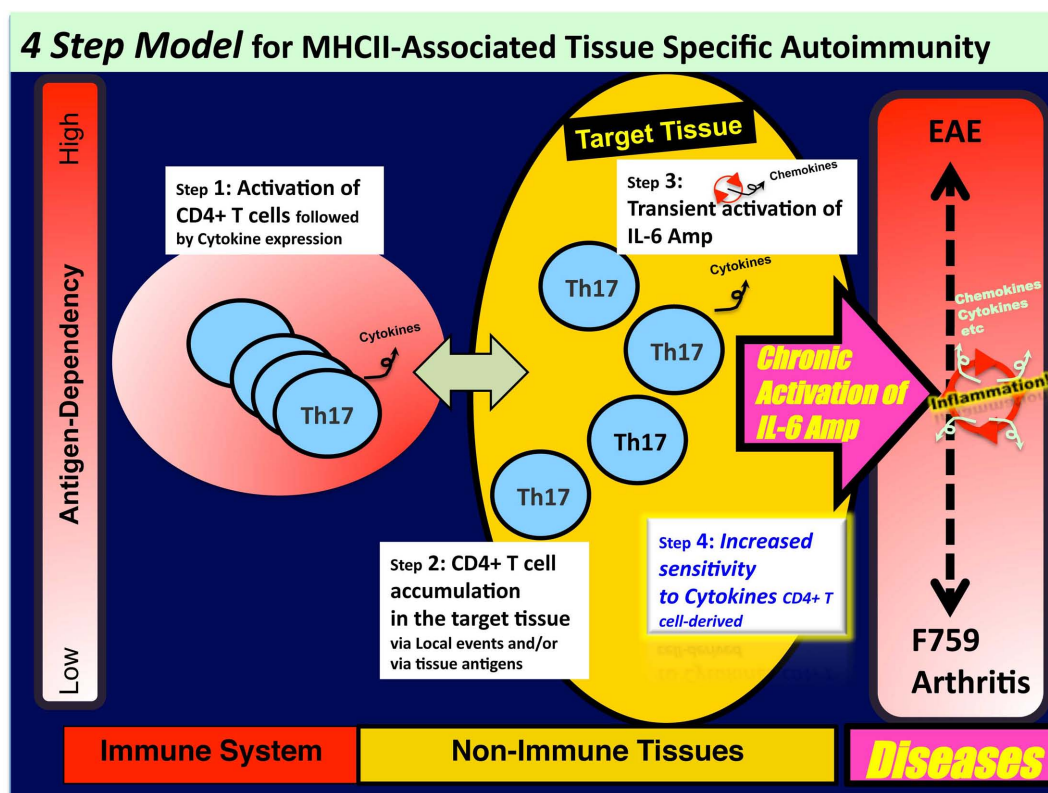 4 Step Model for MHCII-Associated Tissue Specific Autoimmunity
High
Antigen-Dependency
Low
Step 1: Activation of
CD4+ T cells followed
by Cytokine expression
Cytokines
Th17
Step 2: CD4+ T cell
accumulation
in the target tissue
via Local events and/or
via tissue antigens
Target Tissue
Step 3:
Chemokines
Transient activation of
IL-6 Amp
Cytokines
Th17
Th17
Th17
Th17
Step 4: Increased
sensitivity
to Cytokines CD4+ T
cell-derived
Chronic
Activation of
IL-6 Amp
EAE
Chemokines
Cytokines
etc
Inflammation!
F759
Arthritis
Immune System
Non-Immune Tissues
Diseases